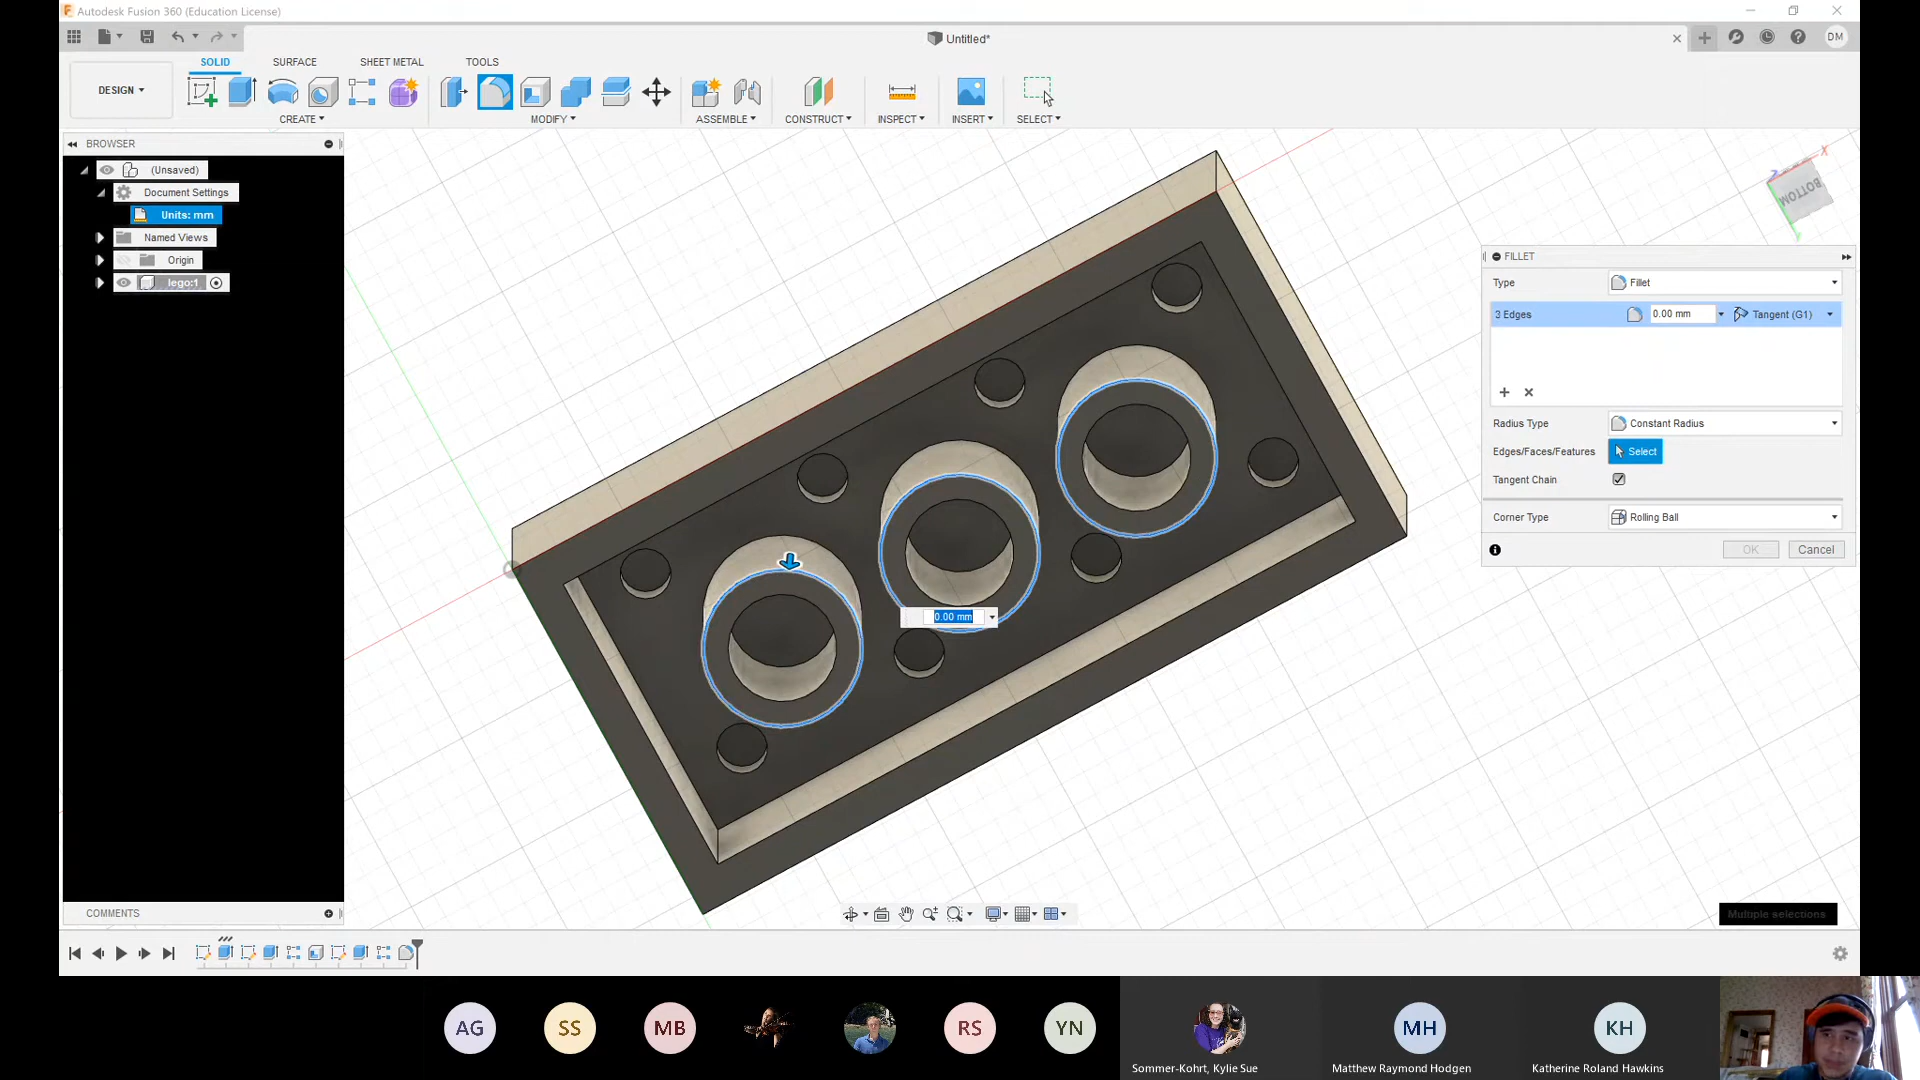 Autodesk Fusion 360 (Education License)
Untitled*
DM
DESIGN
SOLID
SURFACE
SHEET METAL
TOOLS
CREATE
MODIFY
ASSEMBLE
CONSTRUCT
INSPECT
INSERT
SELECT
BROWSER
(Unsaved)
Document Settings
Units: mm
Named Views
Origin
lego:1
X
Z
Y
BOTTOM
FILLET
Type
Fillet
3 Edges
0.00 mm
Tangent (G1)
Radius Type
Constant Radius
Edges/Faces/Features
Select
Tangent Chain
Corner Type
Rolling Ball
OK
Cancel
0.00 mm
Multiple selections
COMMENTS
AG
SS
MB
RS
YN
MH
KH
Sommer-Kohrt, Kylie Sue
Matthew Raymond Hodgen
Katherine Roland Hawkins